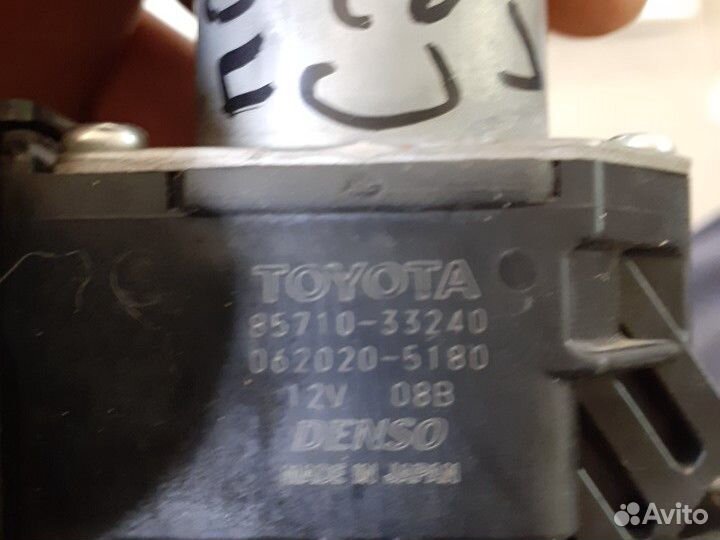 TOYOTA
85710-33240
062020-5180
12V 08B
DENSO
MADE IN JAPAN
Avito